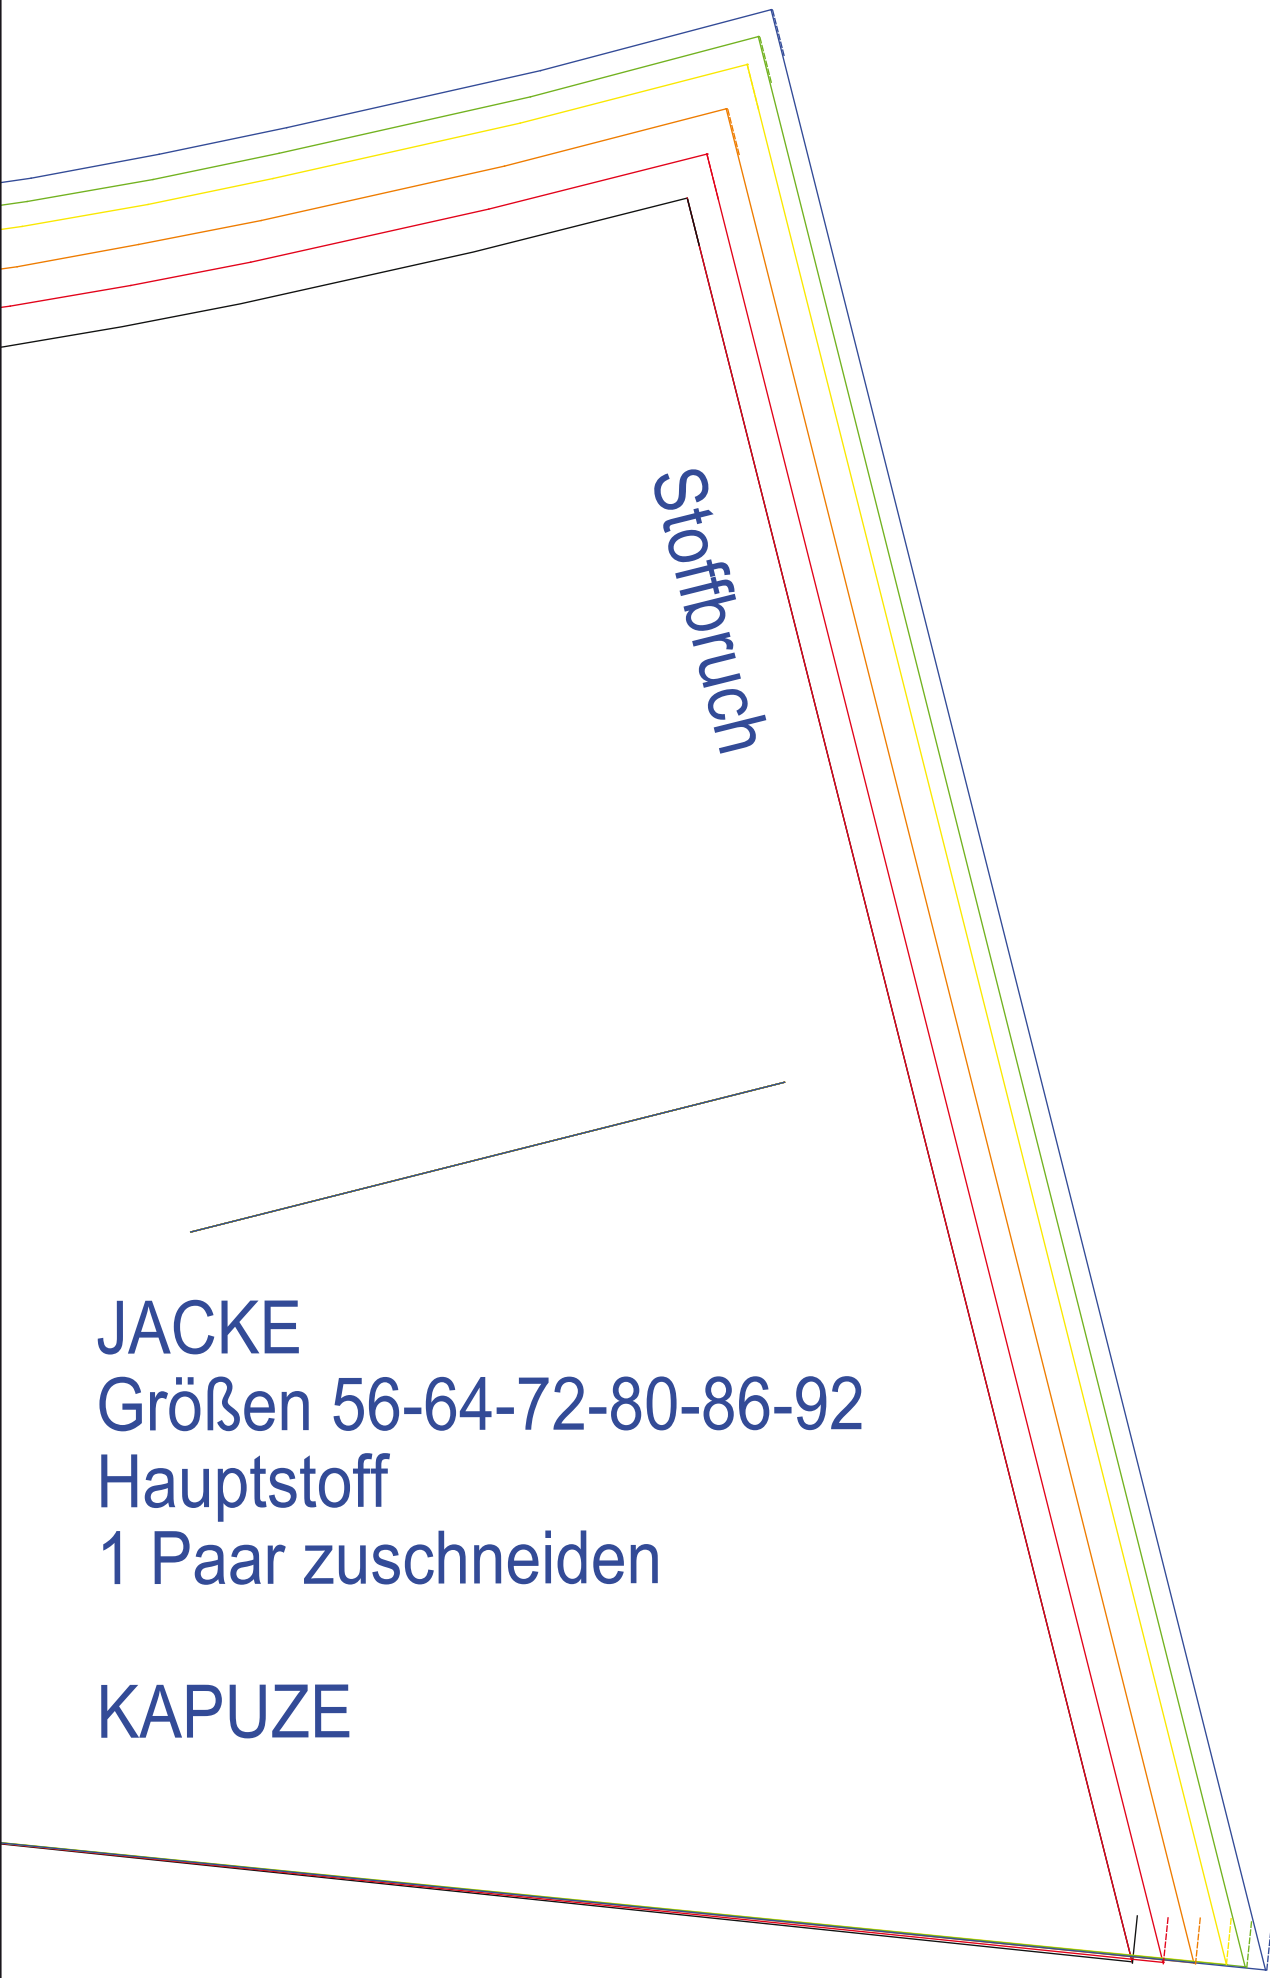 Stoffbruch
JACKE
Größen 56-64-72-80-86-92
Hauptstoff
1 Paar zuschneiden
KAPUZE